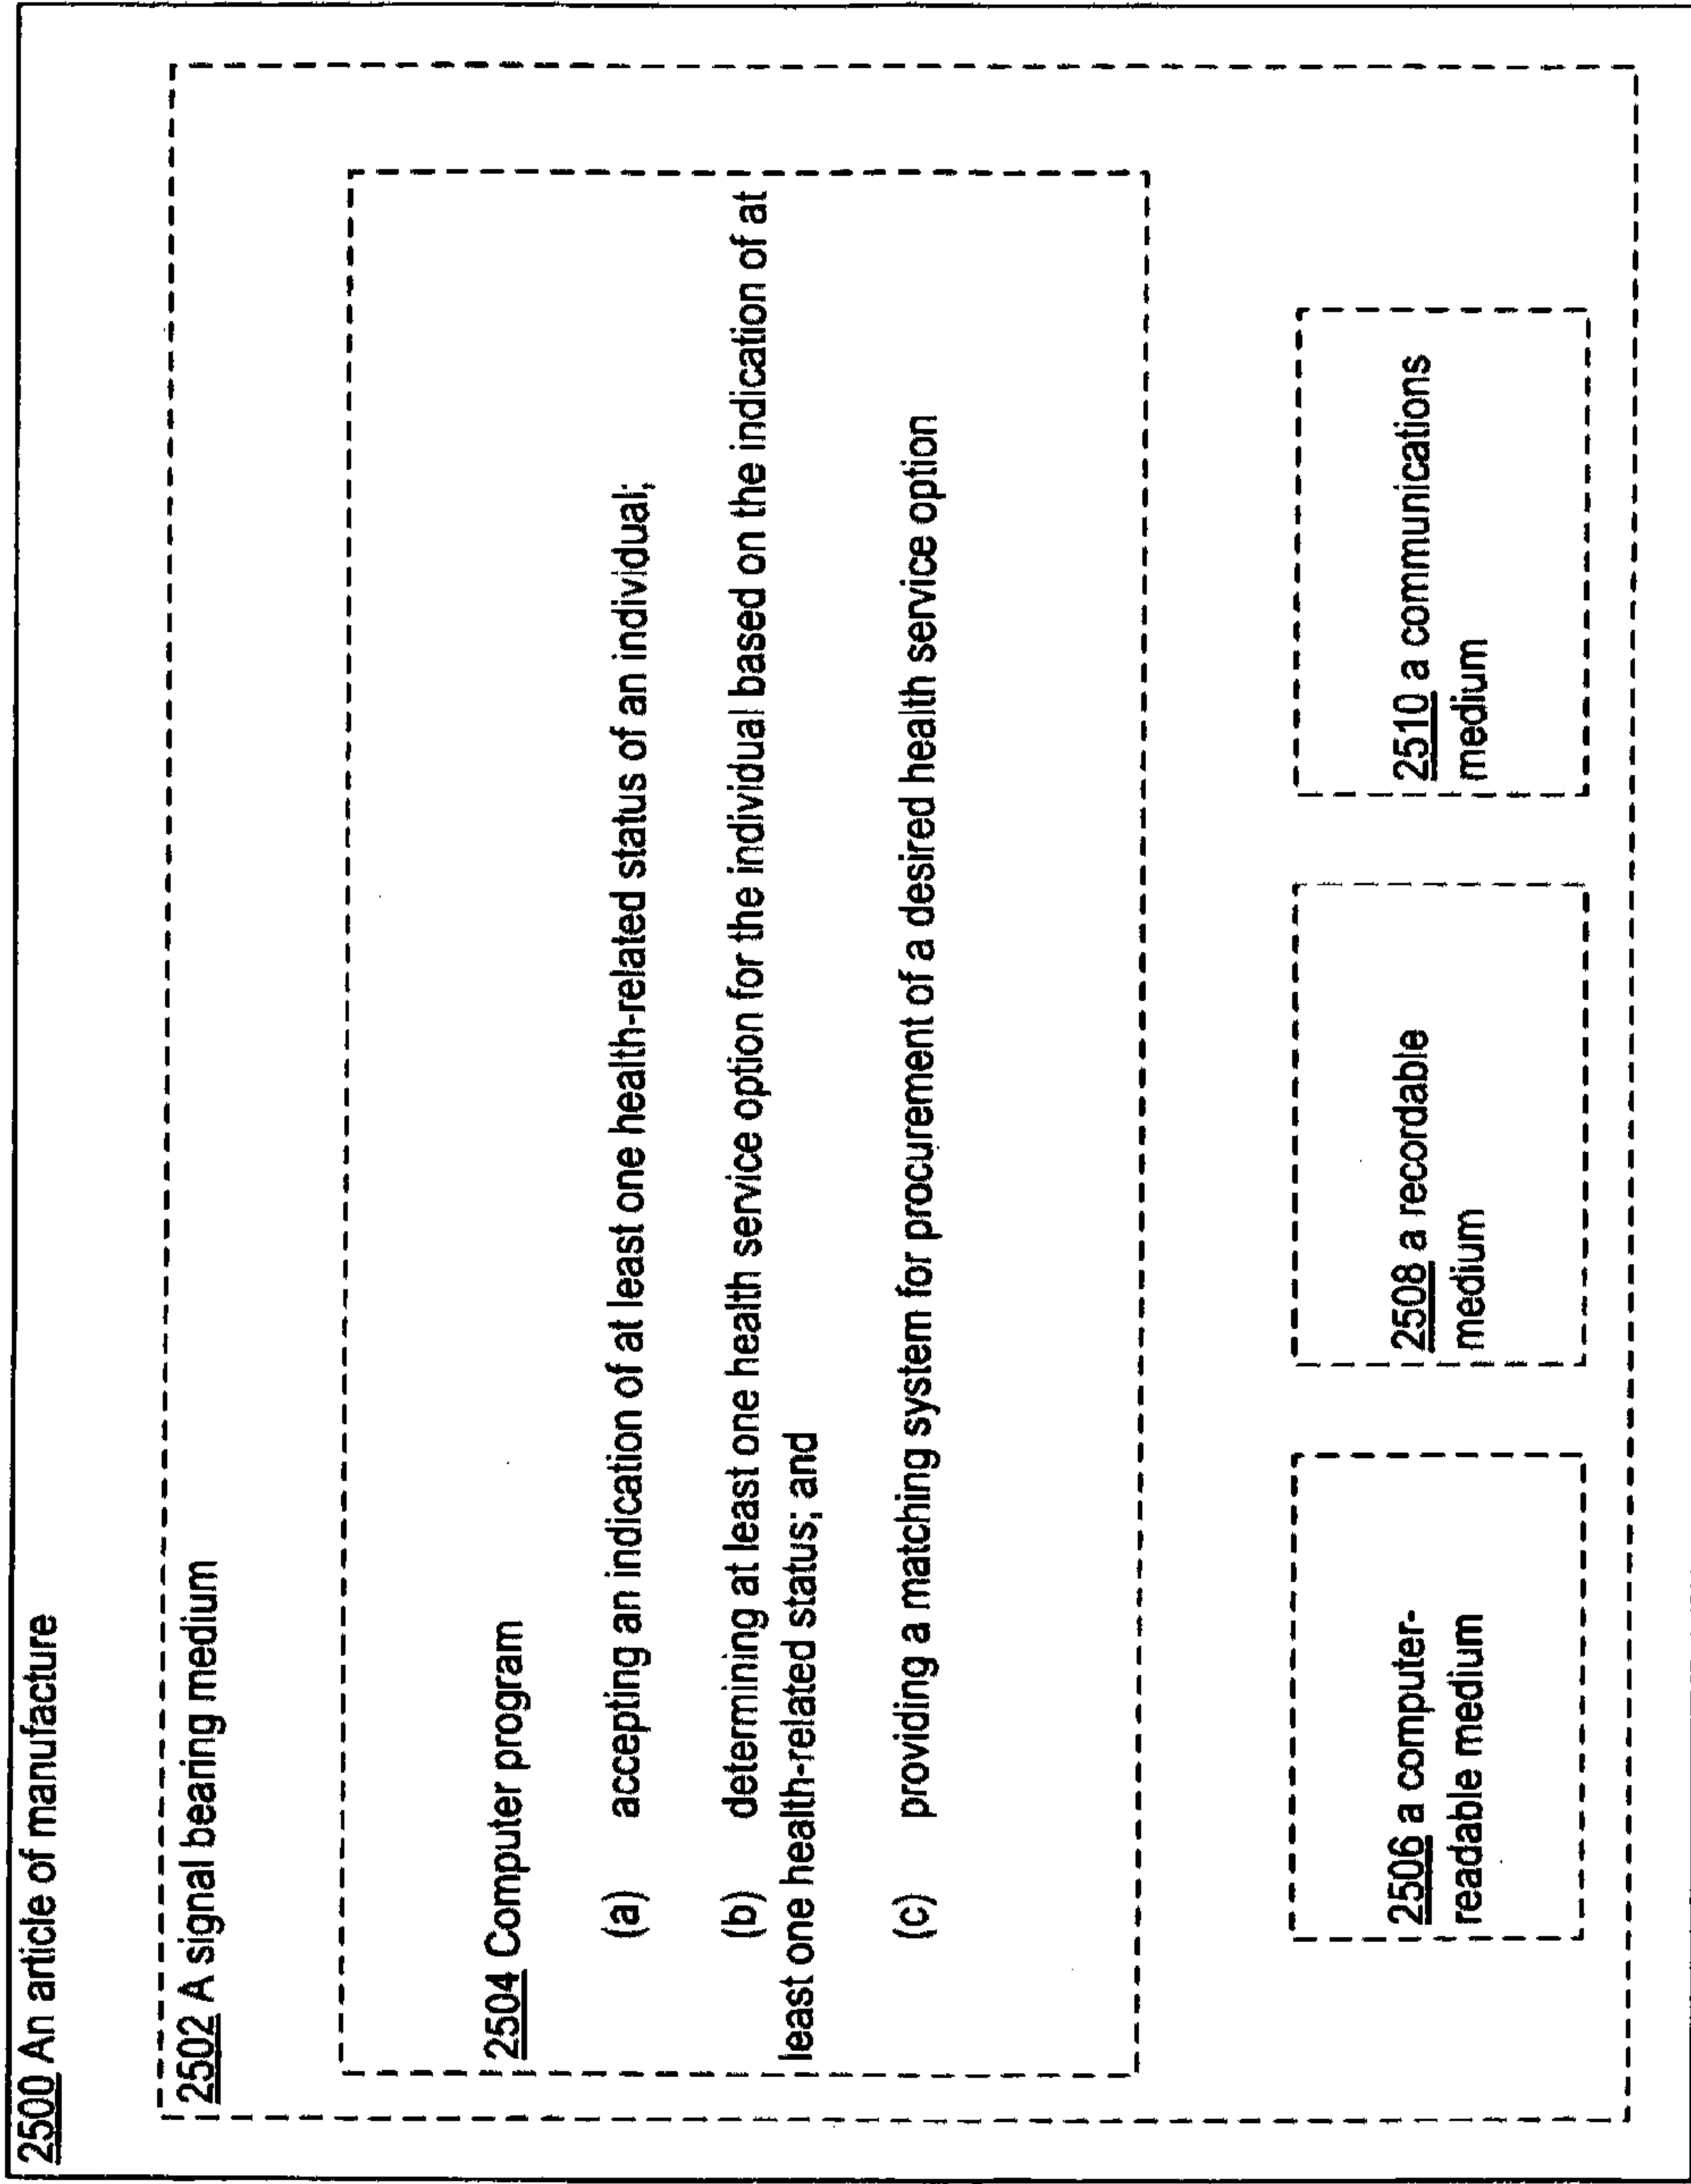 2500 An article of manufacture
2502 A signal bearing medium
2504 Computer program
(a) accepting an indication of at least one health-related status of an individual;
(b) determining at least one health service option for the individual based on the indication of at
least one health-related status; and
(c) providing a matching system for procurement of a desired health service option
2506 a computer-
readable medium
2508 a recordable
medium
2510 a communications
medium